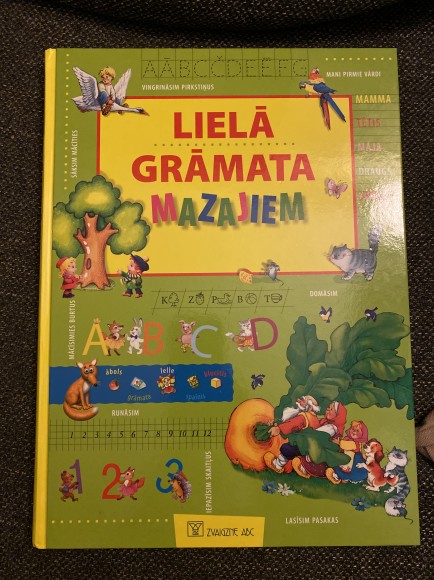 AĀBCČDEĒFG
VINGRINĀSIM PIRKSTIŅUS
MANI PIRMIE VĀRDI
SĀKSIM MĀCĪTIES
MAMMA
TĒTIS
MĀJA
DRAUGS
LIELĀ
GRĀMATA
MAZAJIEM
DOMĀSIM
K Z P B T
MĀCĪSIMIES BURTUS
Ā B C D
ābols lelle klucītis
grāmata
RUNĀSIM
1 2 3 4 5 6 7 8 9 10 11 12
IEPAZĪSIM SKAITĻUS
1 2 3
ZVAIGZNE ABC
LASĪSIM PASAKAS